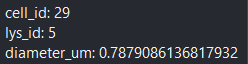 cell_id: 29
lys_id: 5
diameter_um: 0.7879086136817932